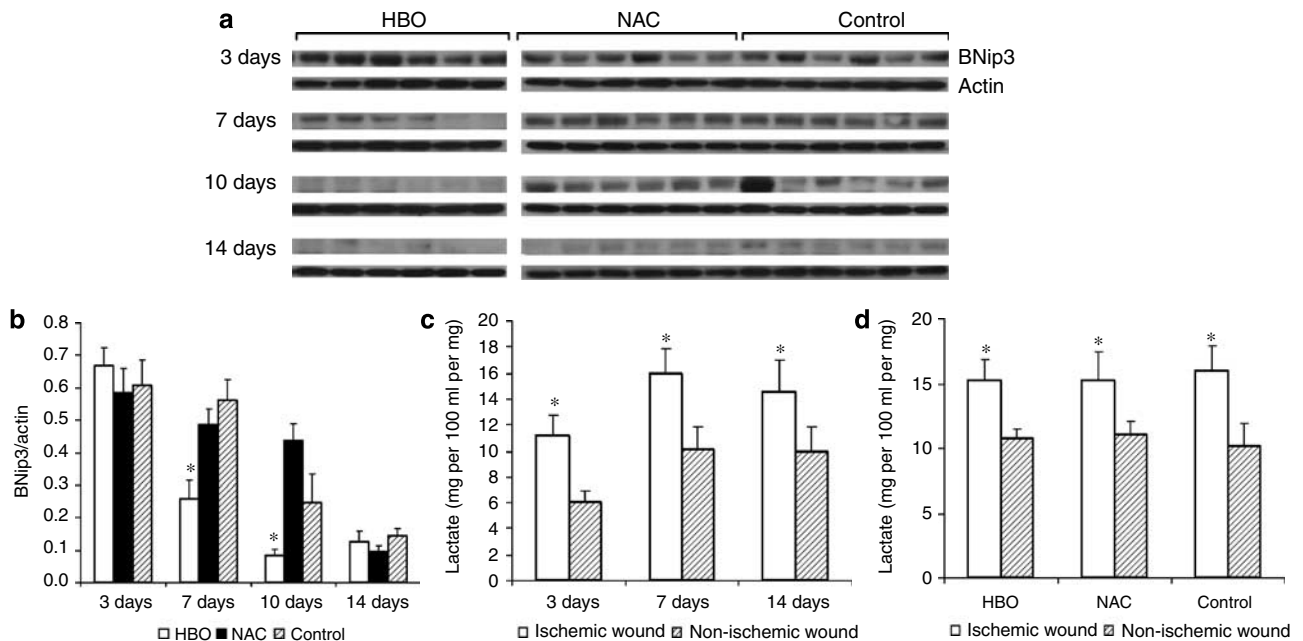 a
HBO NAC Control
3 days BNip3
Actin
7 days
10 days
14 days
b
BNip3/actin
0.8
0.7
0.6
0.5
0.4
0.3
0.2
0.1
0.0
*
*
3 days 7 days 10 days 14 days
HBO NAC Control
c
Lactate (mg per 100 ml per mg)
20
18
16
14
12
10
8
6
4
2
0
*
*
*
3 days 7 days 14 days
Ischemic wound Non-ischemic wound
d
Lactate (mg per 100 ml per mg)
20
15
10
5
0
*
*
*
HBO NAC Control
Ischemic wound Non-ischemic wound